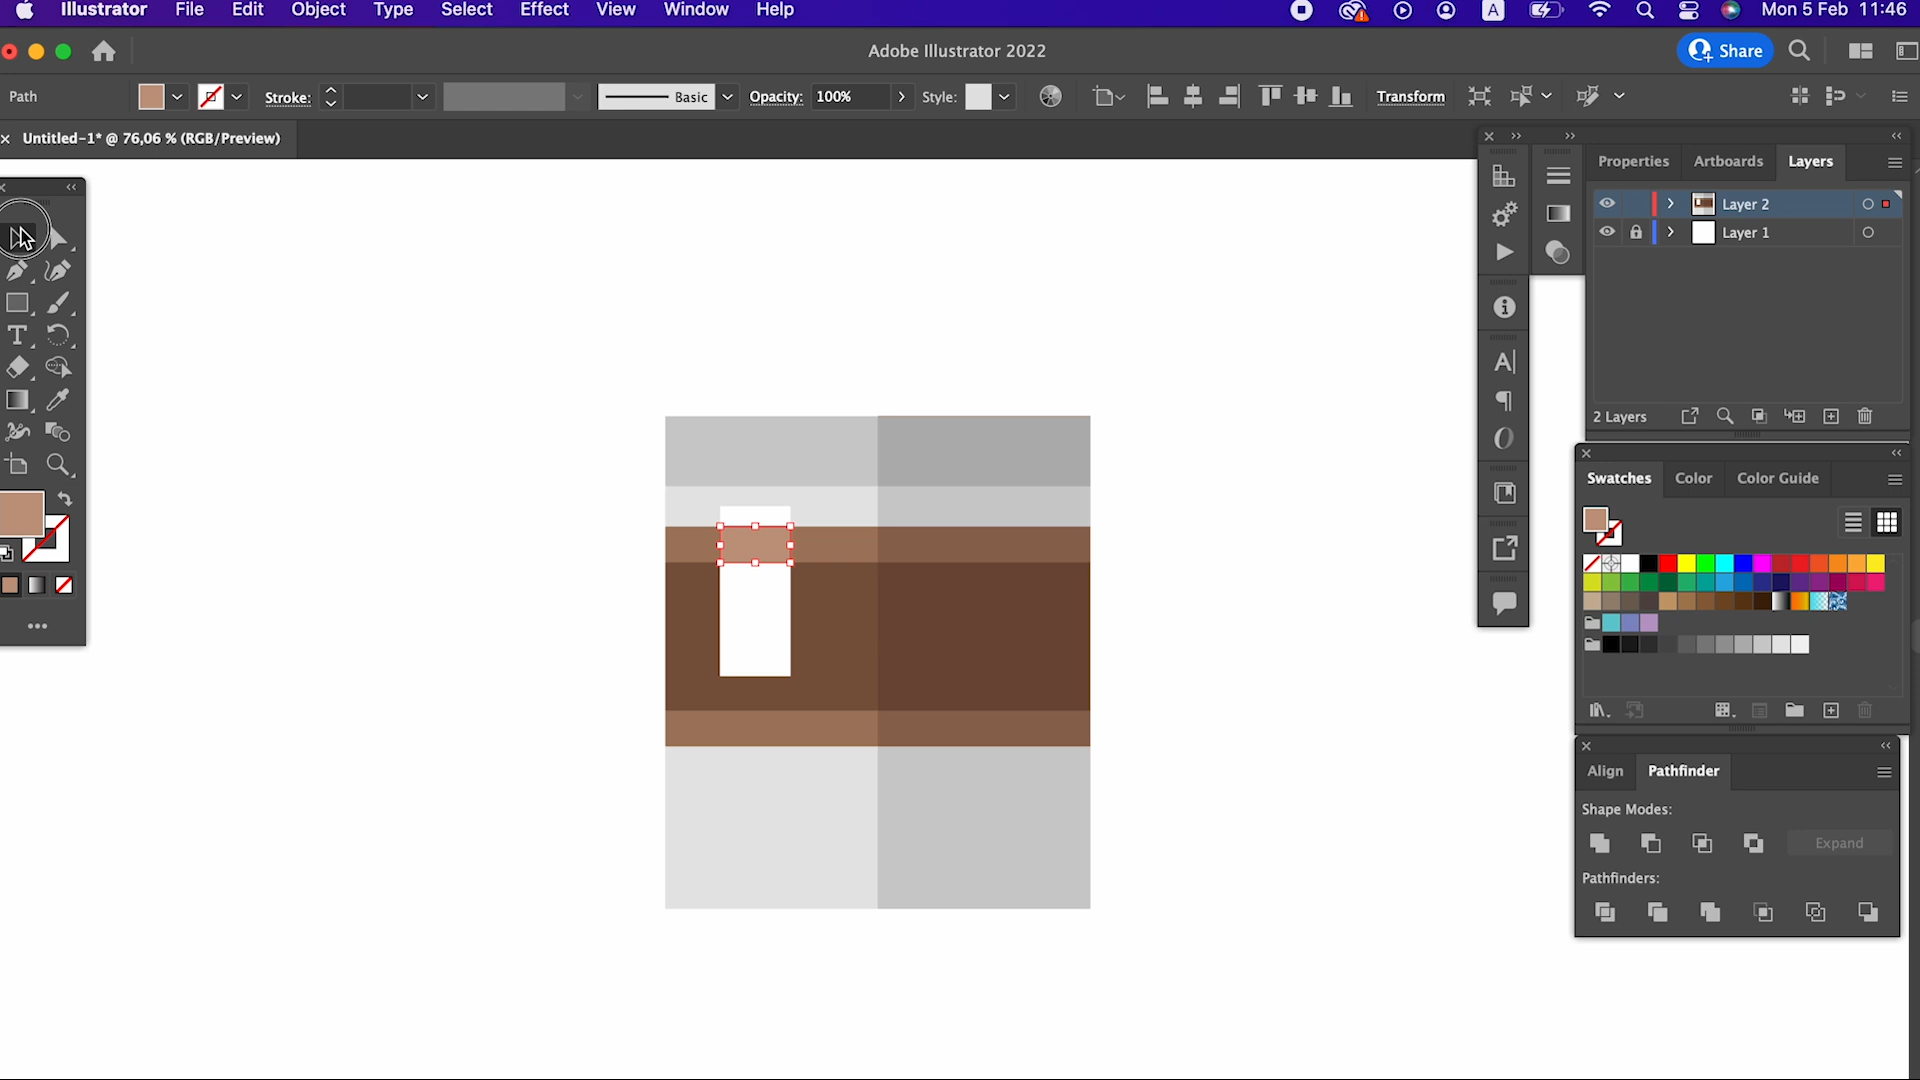 Illustrator File Edit Object Type Select Effect View Window Help A Mon 5 Feb 11:46
Adobe Illustrator 2022
Share
Path Stroke: Basic Opacity: 100% Style: Transform
Untitled-1* @ 76,06 % (RGB/Preview)
Properties Artboards Layers
Layer 2
Layer 1
2 Layers
Swatches Color Color Guide
Align Pathfinder
Shape Modes:
Expand
Pathfinders: